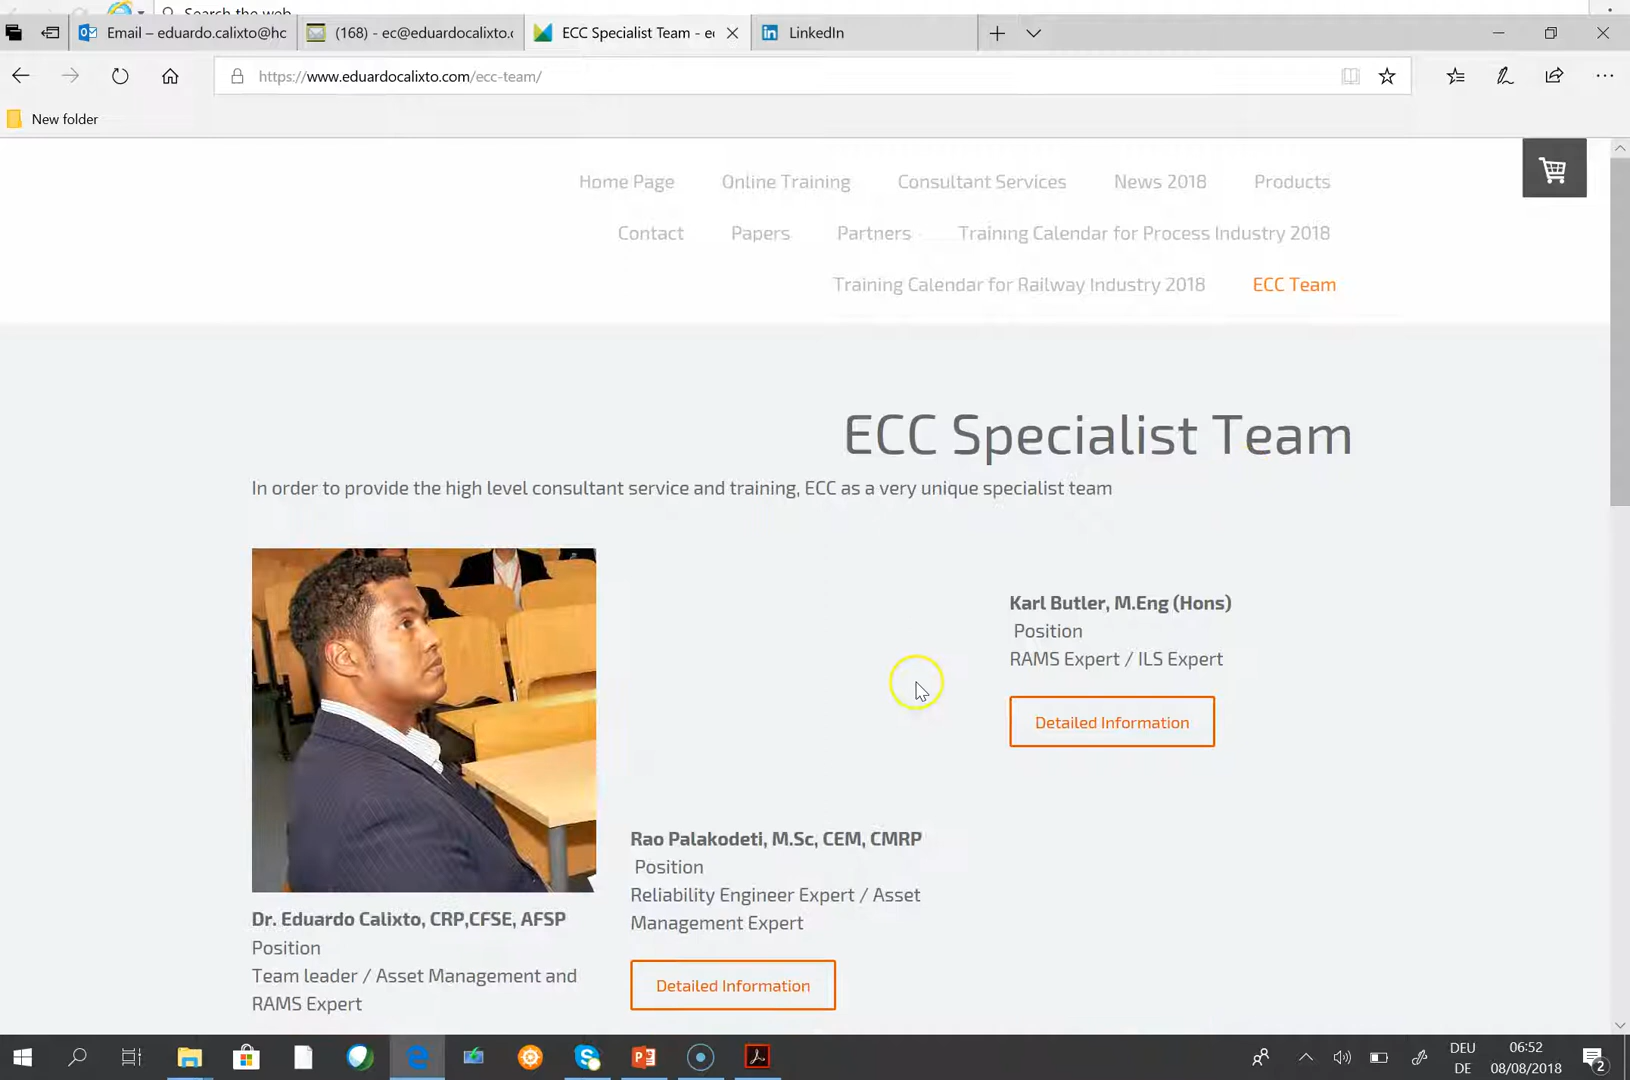 Search the web
Email – eduardo.calixto@hc
(168) - ec@eduardocalixto.c
ECC Specialist Team - ec
LinkedIn
https://www.eduardocalixto.com/ecc-team/
New folder
Home Page Online Training Consultant Services News 2018 Products
Contact Papers Partners Training Calendar for Process Industry 2018
Training Calendar for Railway Industry 2018 ECC Team
ECC Specialist Team
In order to provide the high level consultant service and training, ECC as a very unique specialist team
Karl Butler, M.Eng (Hons)
Position
RAMS Expert / ILS Expert
Detailed Information
Rao Palakodeti, M.Sc, CEM, CMRP
Position
Reliability Engineer Expert / Asset
Management Expert
Detailed Information
Dr. Eduardo Calixto, CRP,CFSE, AFSP
Position
Team leader / Asset Management and
RAMS Expert
DEU
DE
06:52
08/08/2018
2